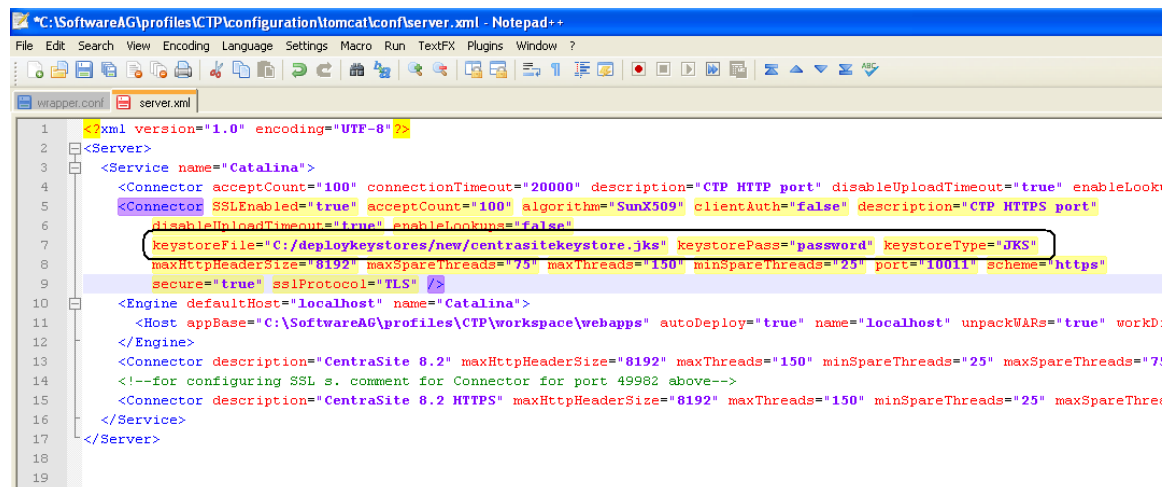 *C:\SoftwareAG\profiles\CTP\configuration\tomcat\conf\server.xml - Notepad++
File Edit Search View Encoding Language Settings Macro Run TextFX Plugins Window ?
wrapper.conf server.xml
1 <?xml version="1.0" encoding="UTF-8"?>
2 <Server>
3 <Service name="Catalina">
4 <Connector acceptCount="100" connectionTimeout="20000" description="CTP HTTP port" disableUploadTimeout="true" enableLooku
5 <Connector SSLEnabled="true" acceptCount="100" algorithm="SunX509" clientAuth="false" description="CTP HTTPS port"
6 disableUploadTimeout="true" enableLookups="false"
7 keystoreFile="C:/deploykeystores/new/centrasitekeystore.jks" keystorePass="password" keystoreType="JKS"
8 maxHttpHeaderSize="8192" maxSpareThreads="75" maxThreads="150" minSpareThreads="25" port="10011" scheme="https"
9 secure="true" sslProtocol="TLS" />
10 <Engine defaultHost="localhost" name="Catalina">
11 <Host appBase="C:\SoftwareAG\profiles\CTP\workspace\webapps" autoDeploy="true" name="localhost" unpackWARs="true" workD
12 </Engine>
13 <Connector description="CentraSite 8.2" maxHttpHeaderSize="8192" maxThreads="150" minSpareThreads="25" maxSpareThreads="75
14 <!--for configuring SSL s. comment for Connector for port 49982 above-->
15 <Connector description="CentraSite 8.2 HTTPS" maxHttpHeaderSize="8192" maxThreads="150" minSpareThreads="25" maxSpareThrea
16 </Service>
17 </Server>
18
19